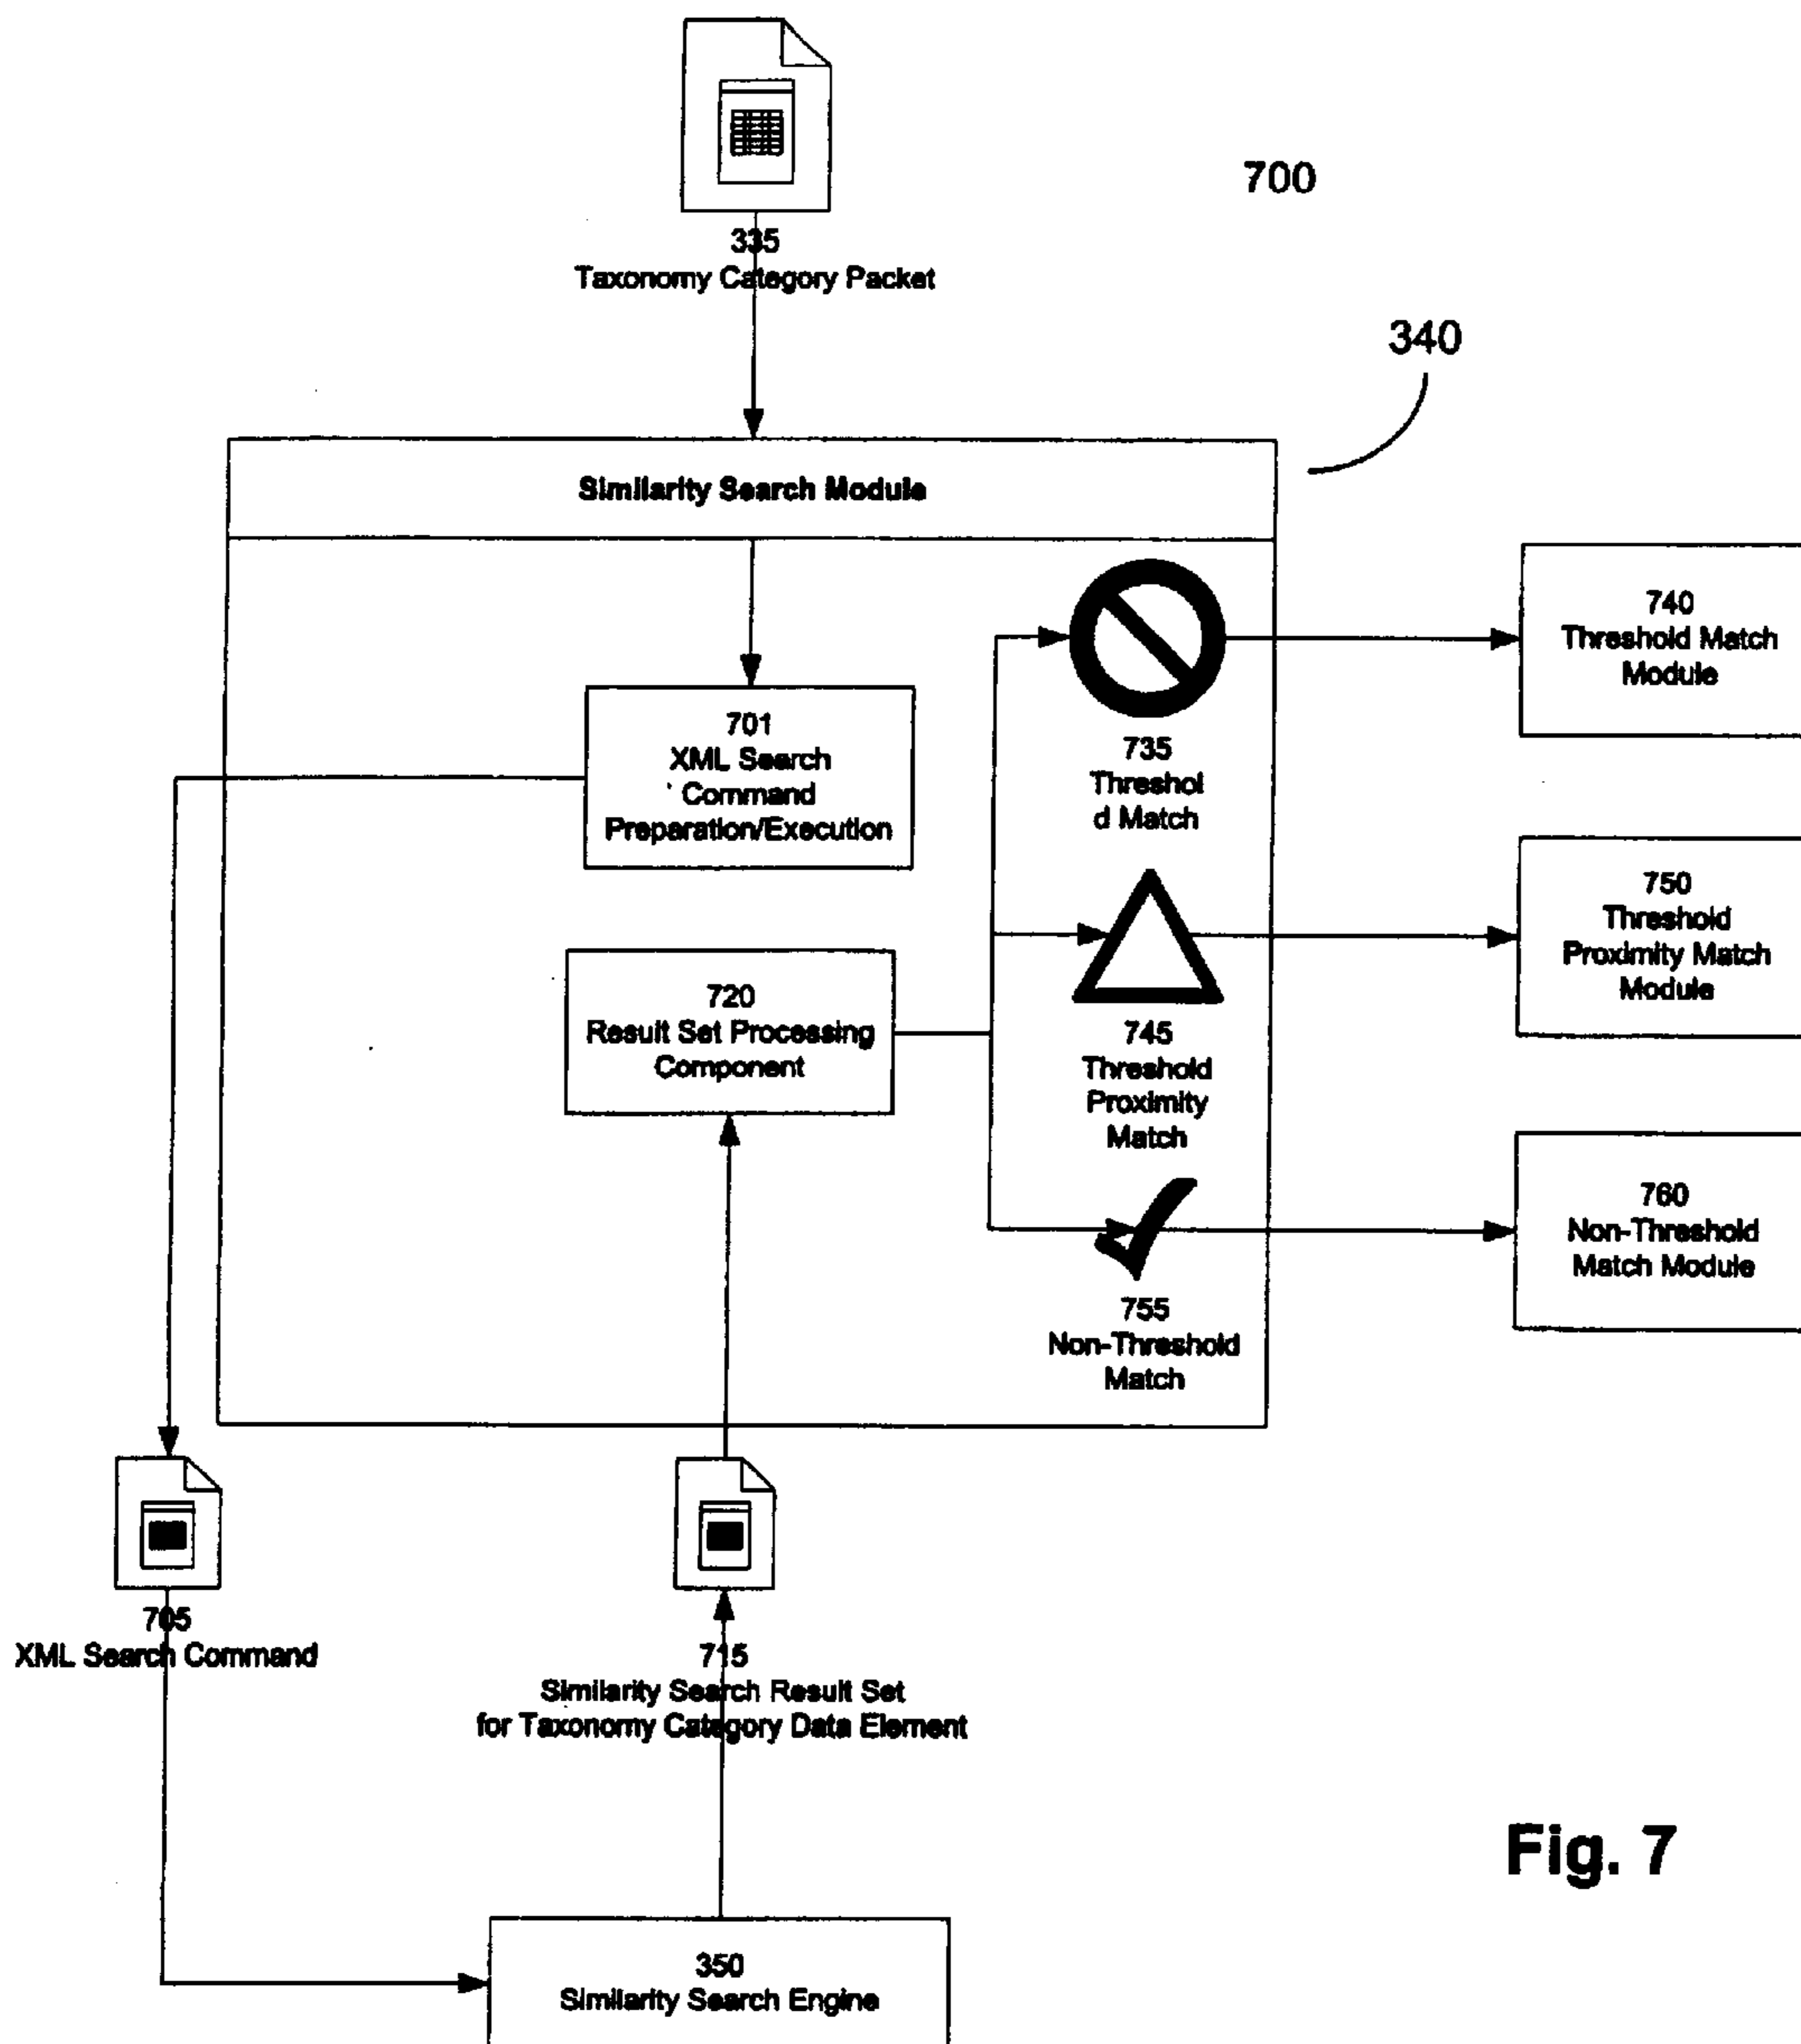 700
335
Taxonomy Category Packet
340
Similarity Search Module
701
XML Search
Command
Preparation/Execution
735
Threshol
d Match
740
Threshold Match
Module
720
Result Set Processing
Component
745
Threshold
Proximity
Match
750
Threshold
Proximity Match
Module
755
Non-Threshold
Match
760
Non-Threshold
Match Module
705
XML Search Command
715
Similarity Search Result Set
for Taxonomy Category Data Element
350
Similarity Search Engine
Fig. 7